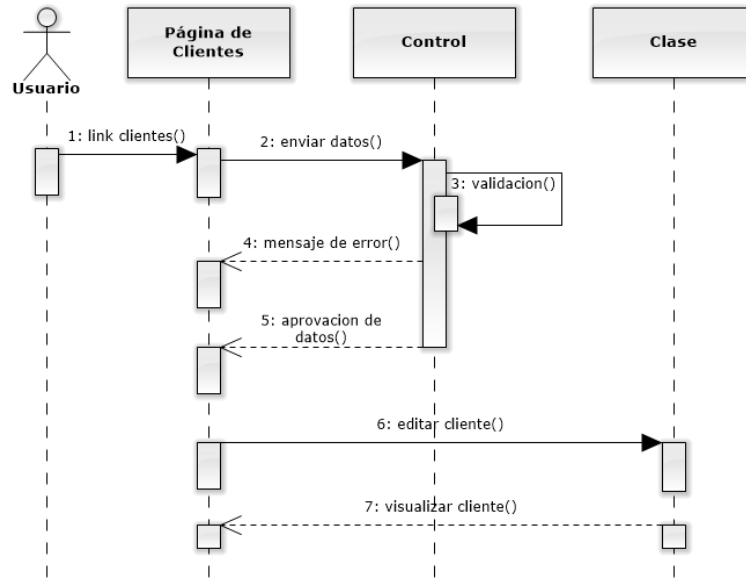 Usuario
Página de
Clientes
Control
Clase
1: link clientes()
2: enviar datos()
3: validacion()
4: mensaje de error()
5: aprovacion de
datos()
6: editar cliente()
7: visualizar cliente()